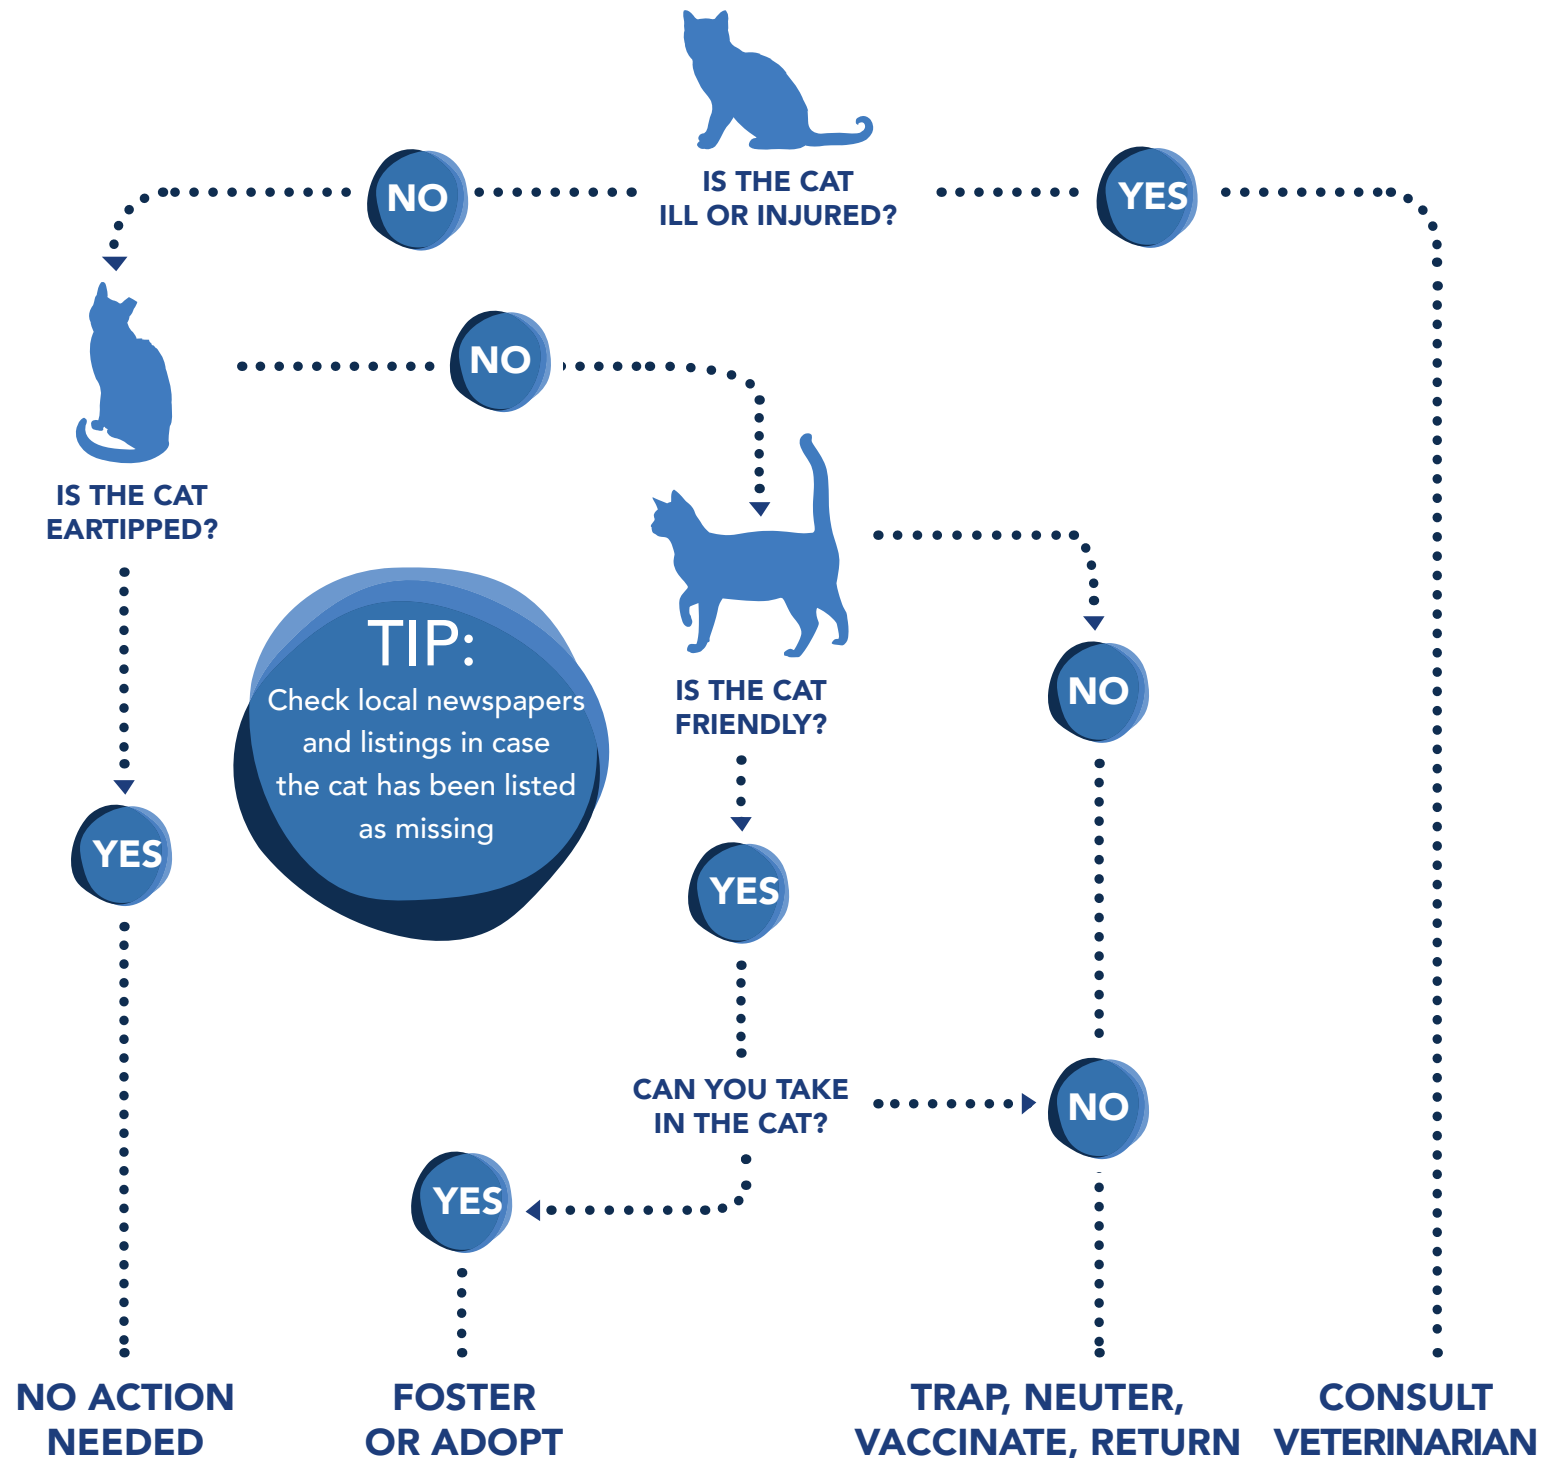 IS THE CAT
ILL OR INJURED?
NO
YES
NO
IS THE CAT
EARTIPPED?
TIP:
Check local newspapers
and listings in case
the cat has been listed
as missing
IS THE CAT
FRIENDLY?
NO
YES
YES
CAN YOU TAKE
IN THE CAT?
NO
YES
NO ACTION
NEEDED
FOSTER
OR ADOPT
TRAP, NEUTER,
VACCINATE, RETURN
CONSULT
VETERINARIAN